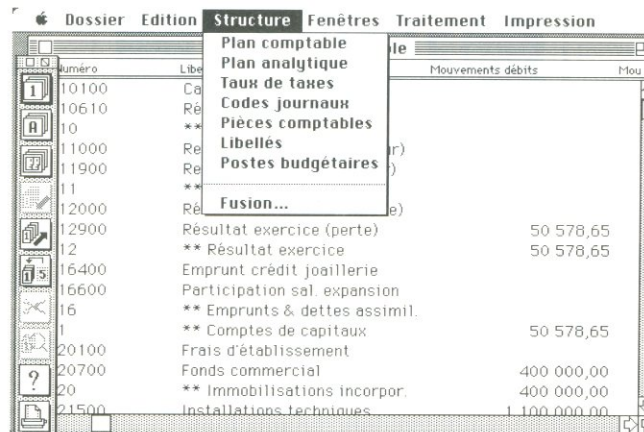 Dossier Edition Structure Fenêtres Traitement Impression
Plan comptable
Plan analytique
Taux de taxes
Codes journaux
Pièces comptables
Libellés
Postes budgétaires
Fusion...
Mouvements débits
10100
10610
10 **
11000
11900
11 **
12000
12900 Résultat exercice (perte) 50 578,65
12 ** Résultat exercice 50 578,65
16400 Emprunt crédit joaillerie
16600 Participation sal. expansion
16 ** Emprunts & dettes assimil.
1 ** Comptes de capitaux 50 578,65
20100 Frais d'établissement
20700 Fonds commercial 400 000,00
20 ** Immobilisations incorpor. 400 000,00
21500 Installations techniques 1 100 000,00